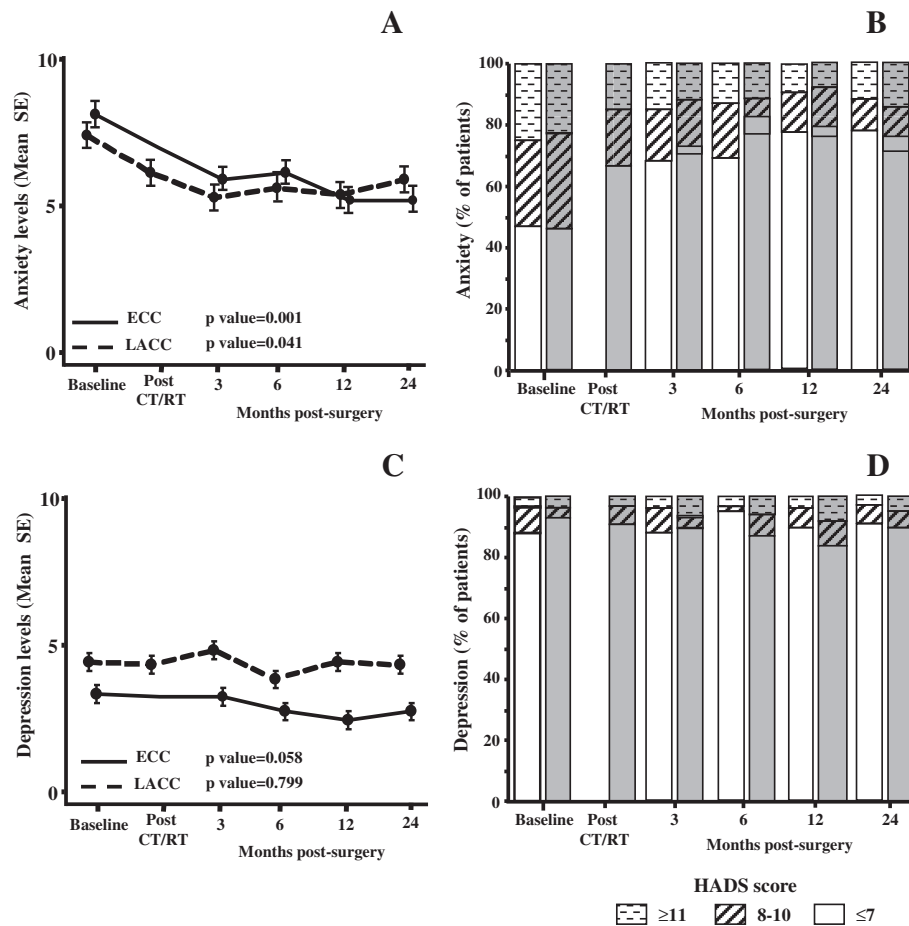 A
10
5
0
Anxiety levels (Mean SE)
ECC p value=0.001
LACC p value=0.041
Baseline Post CT/RT 3 6 12 24
Months post-surgery
B
100
80
60
40
20
0
Anxiety (% of patients)
Baseline Post CT/RT 3 6 12 24
Months post-surgery
C
10
5
0
Depression levels (Mean SE)
ECC p value=0.058
LACC p value=0.799
Baseline Post CT/RT 3 6 12 24
Months post-surgery
D
100
80
60
40
20
0
Depression (% of patients)
Baseline Post CT/RT 3 6 12 24
Months post-surgery
HADS score
≥11 8-10 ≤7